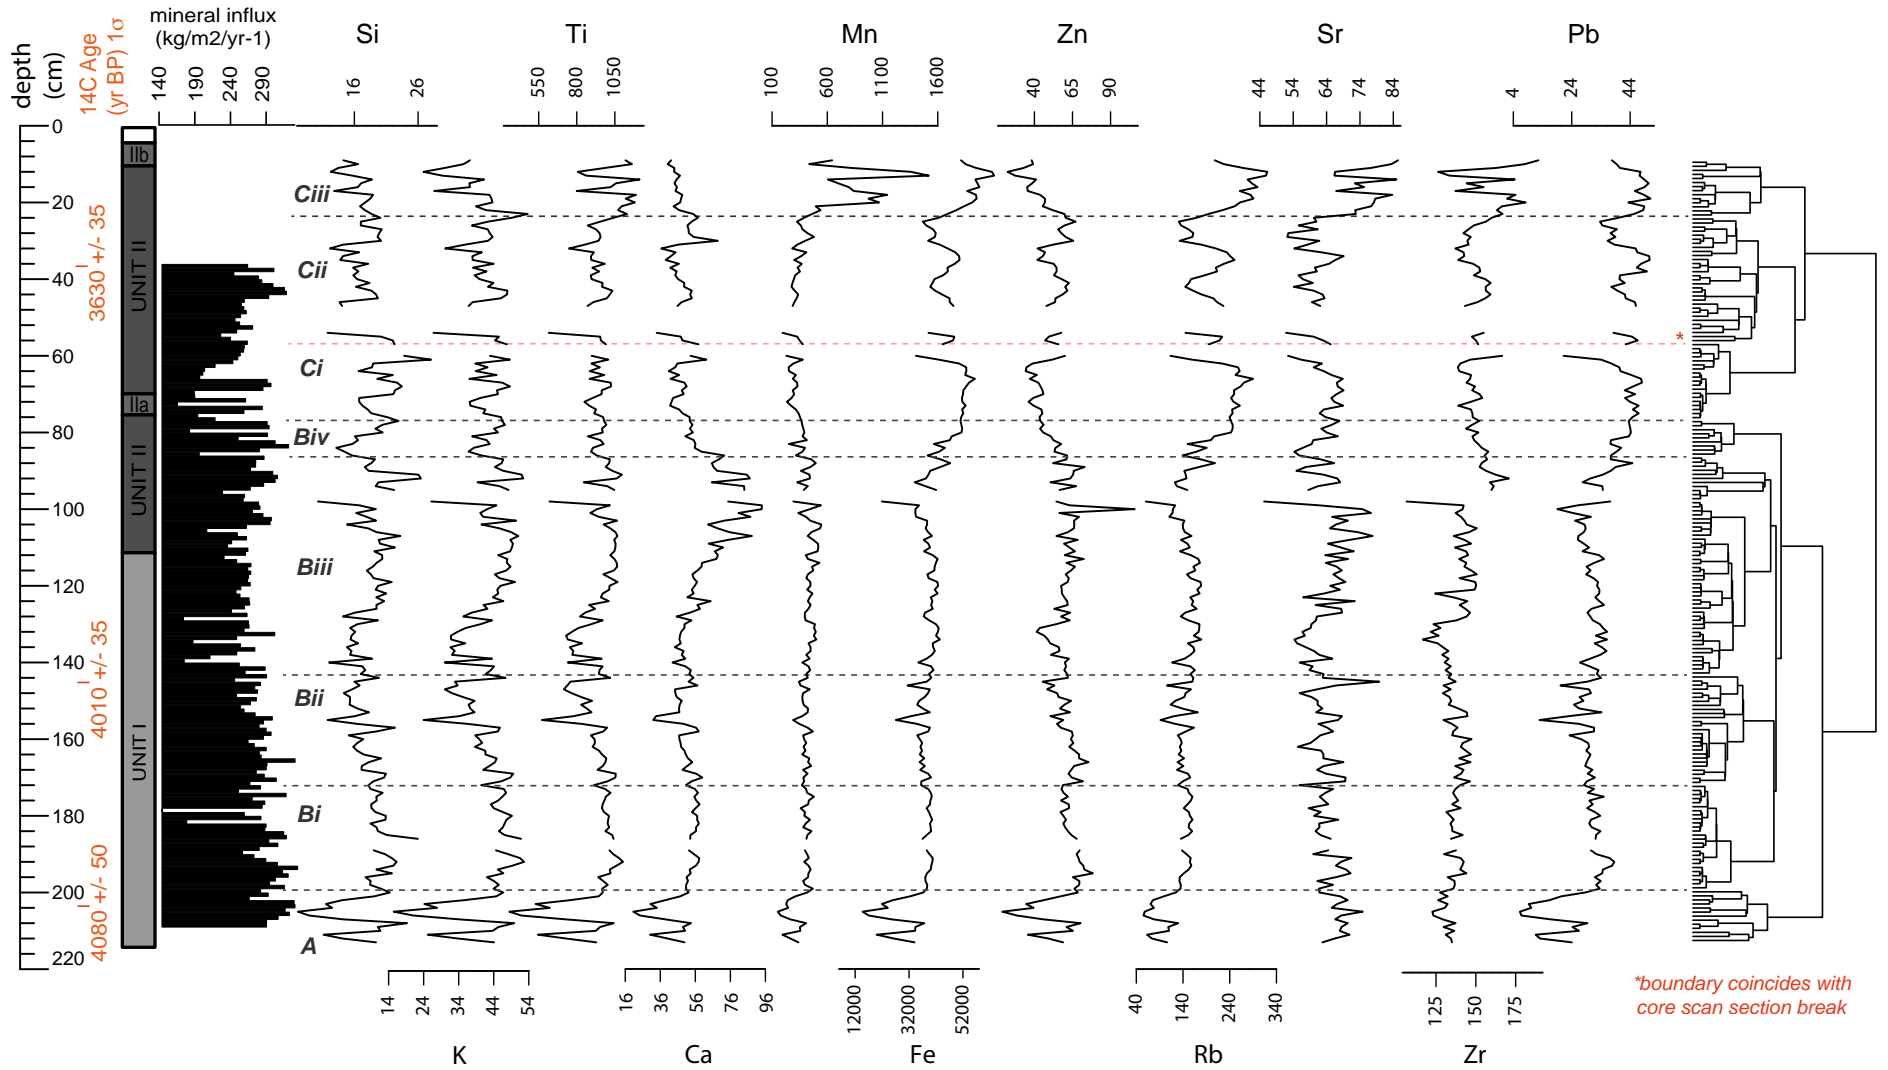 mineral influx
(kg/m2/yr-1)
depth
(cm)
14C Age
(yr BP) 1σ
140 190 240 290
Si
16 26
Ti
550 800 1050
Mn
100 600 1100 1600
Zn
40 65 90
Sr
44 54 64 74 84
Pb
4 24 44
0
20
40
60
80
100
120
140
160
180
200
220
3630 +/- 35
4010 +/- 35
4080 +/- 50
IIb
UNIT II
IIa
UNIT II
UNIT I
Ciii
Cii
Ci
Biv
Biii
Bii
Bi
A
*
14 24 34 44 54
K
16 36 56 76 96
Ca
12000 32000 52000
Fe
40 140 240 340
Rb
125 150 175
Zr
*boundary coincides with
core scan section break